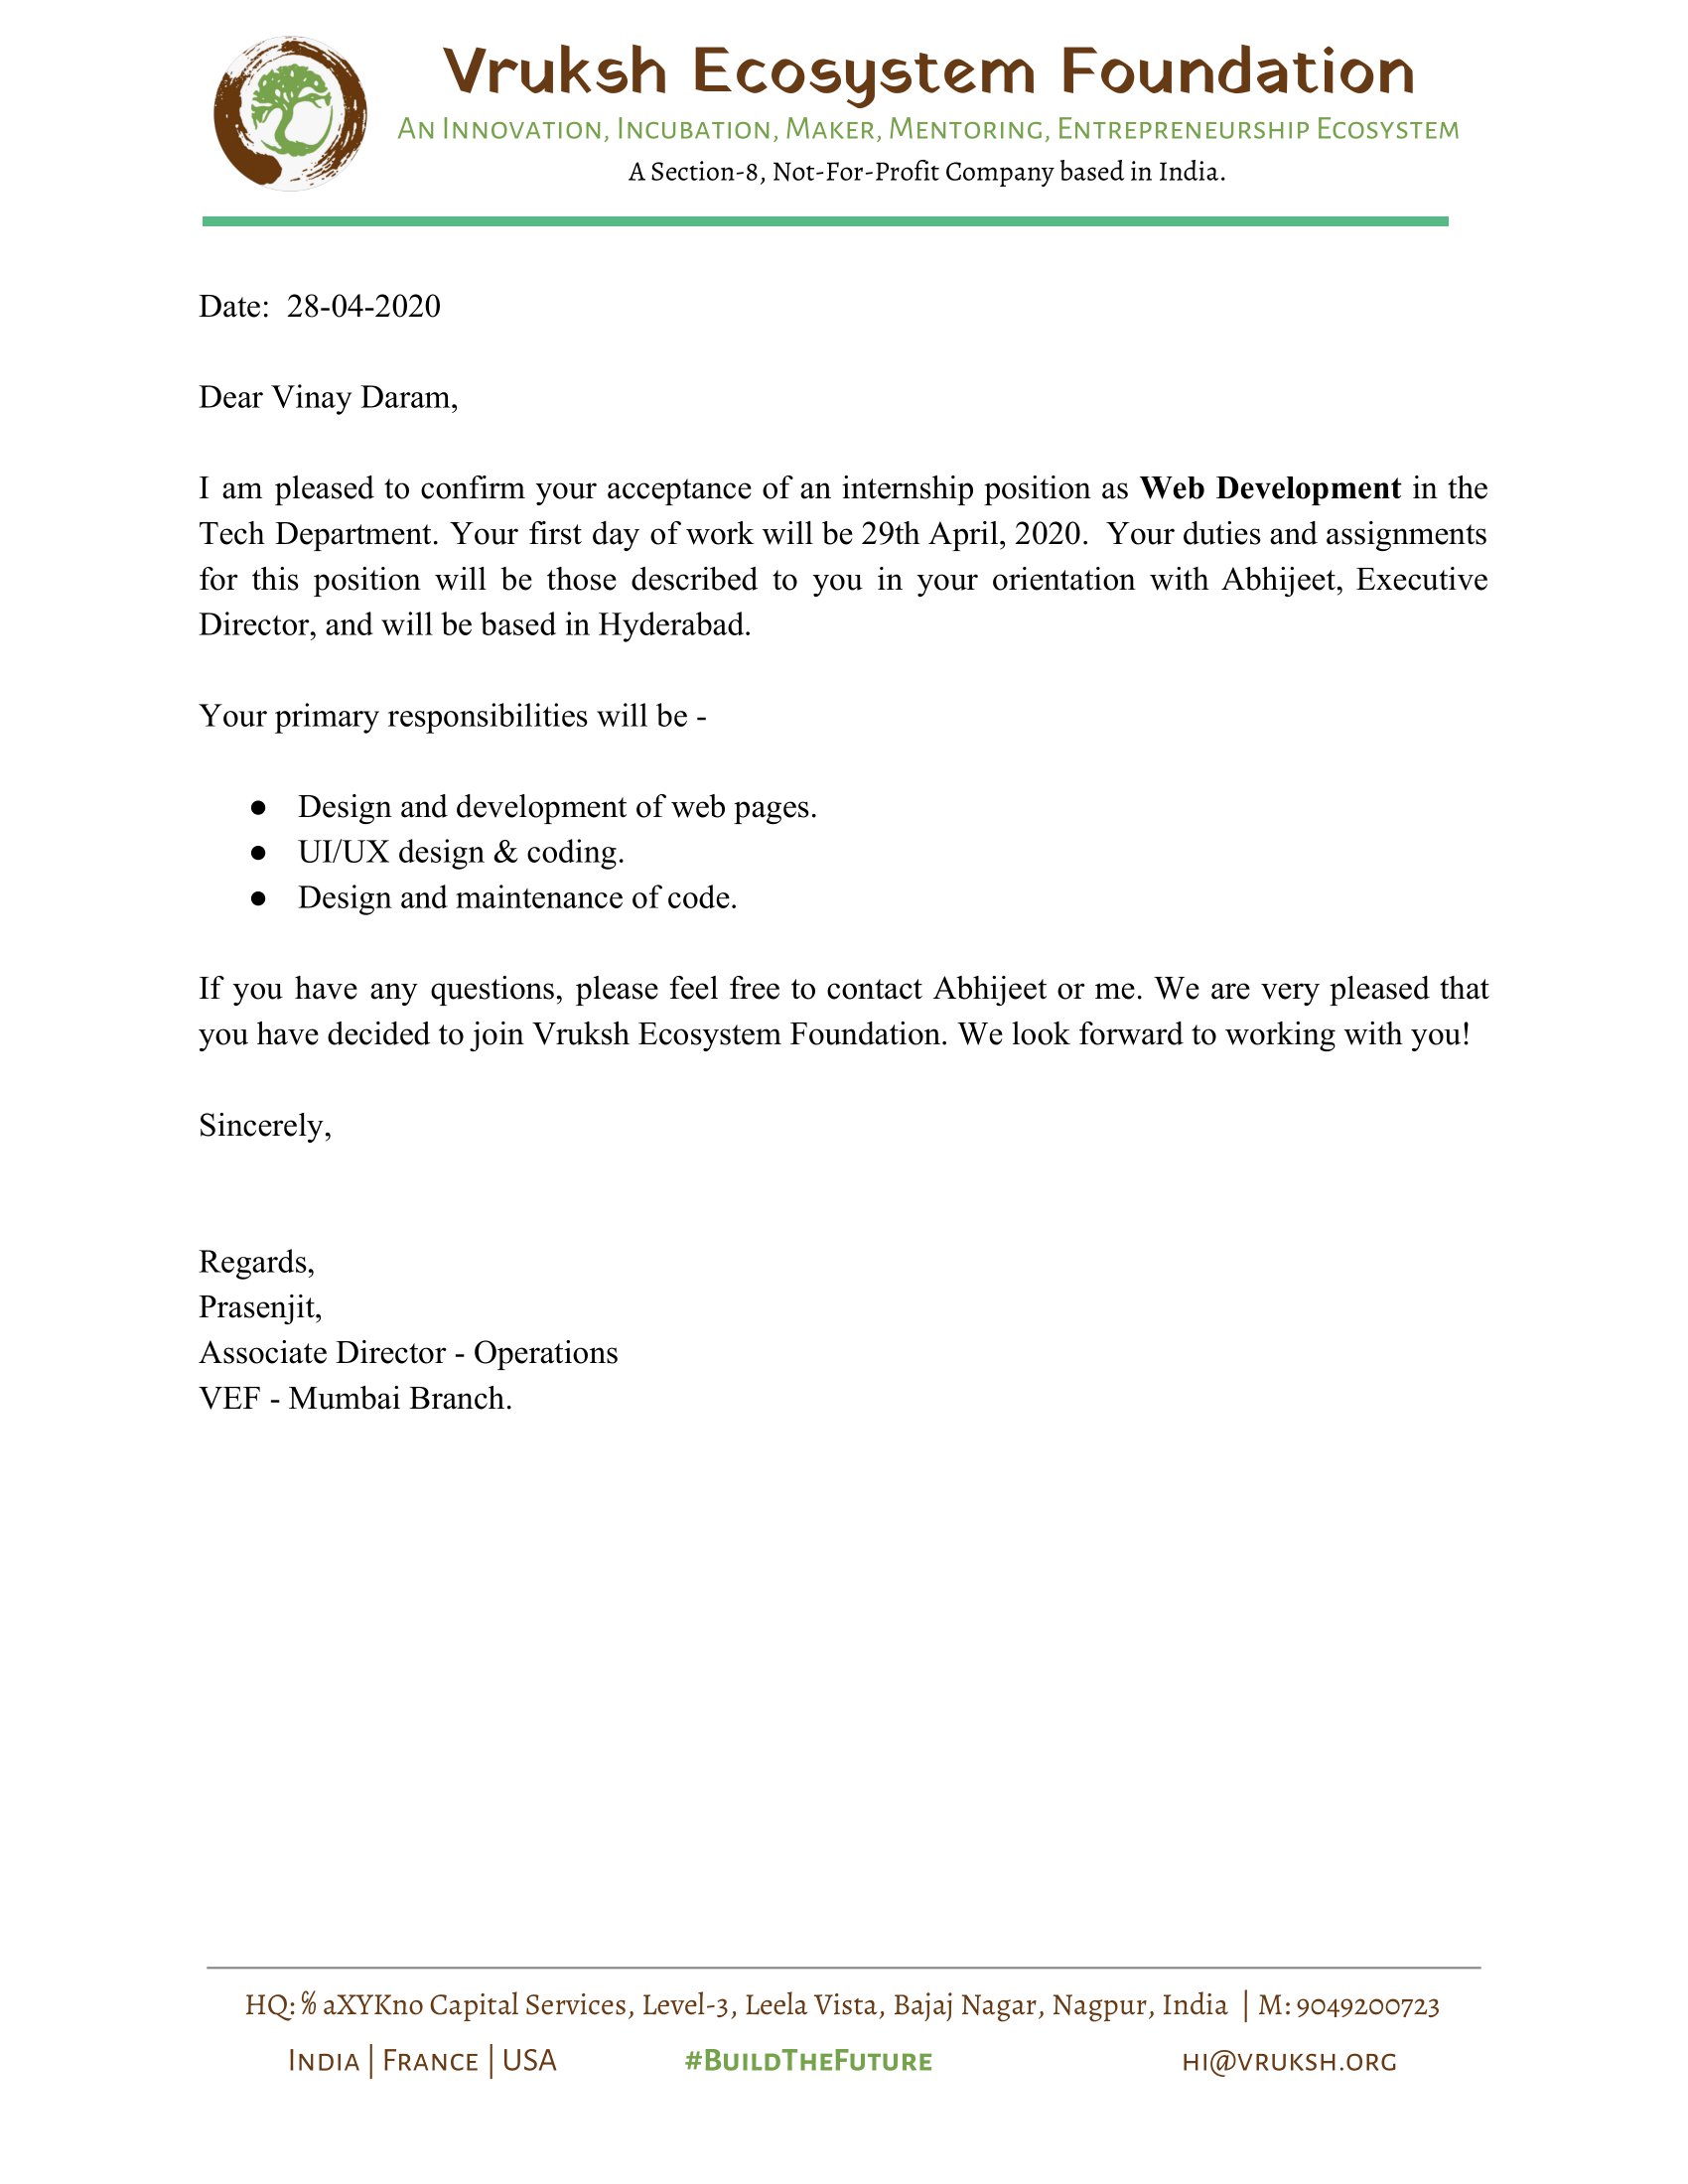 Vruksh Ecosystem Foundation
An Innovation, Incubation, Maker, Mentoring, Entrepreneurship Ecosystem
A Section-8, Not-For-Profit Company based in India.
Date:  28-04-2020
Dear Vinay Daram,
I am pleased to confirm your acceptance of an internship position as Web Development in the
Tech Department. Your first day of work will be 29th April, 2020.  Your duties and assignments
for this position will be those described to you in your orientation with Abhijeet, Executive
Director, and will be based in Hyderabad.
Your primary responsibilities will be -
● Design and development of web pages.
● UI/UX design & coding.
● Design and maintenance of code.
If you have any questions, please feel free to contact Abhijeet or me. We are very pleased that
you have decided to join Vruksh Ecosystem Foundation. We look forward to working with you!
Sincerely,
Regards,
Prasenjit,
Associate Director - Operations
VEF - Mumbai Branch.
HQ: ℅ aXYKno Capital Services, Level-3, Leela Vista, Bajaj Nagar, Nagpur, India | M: 9049200723
India | France | USA #BuildTheFuture hi@vruksh.org